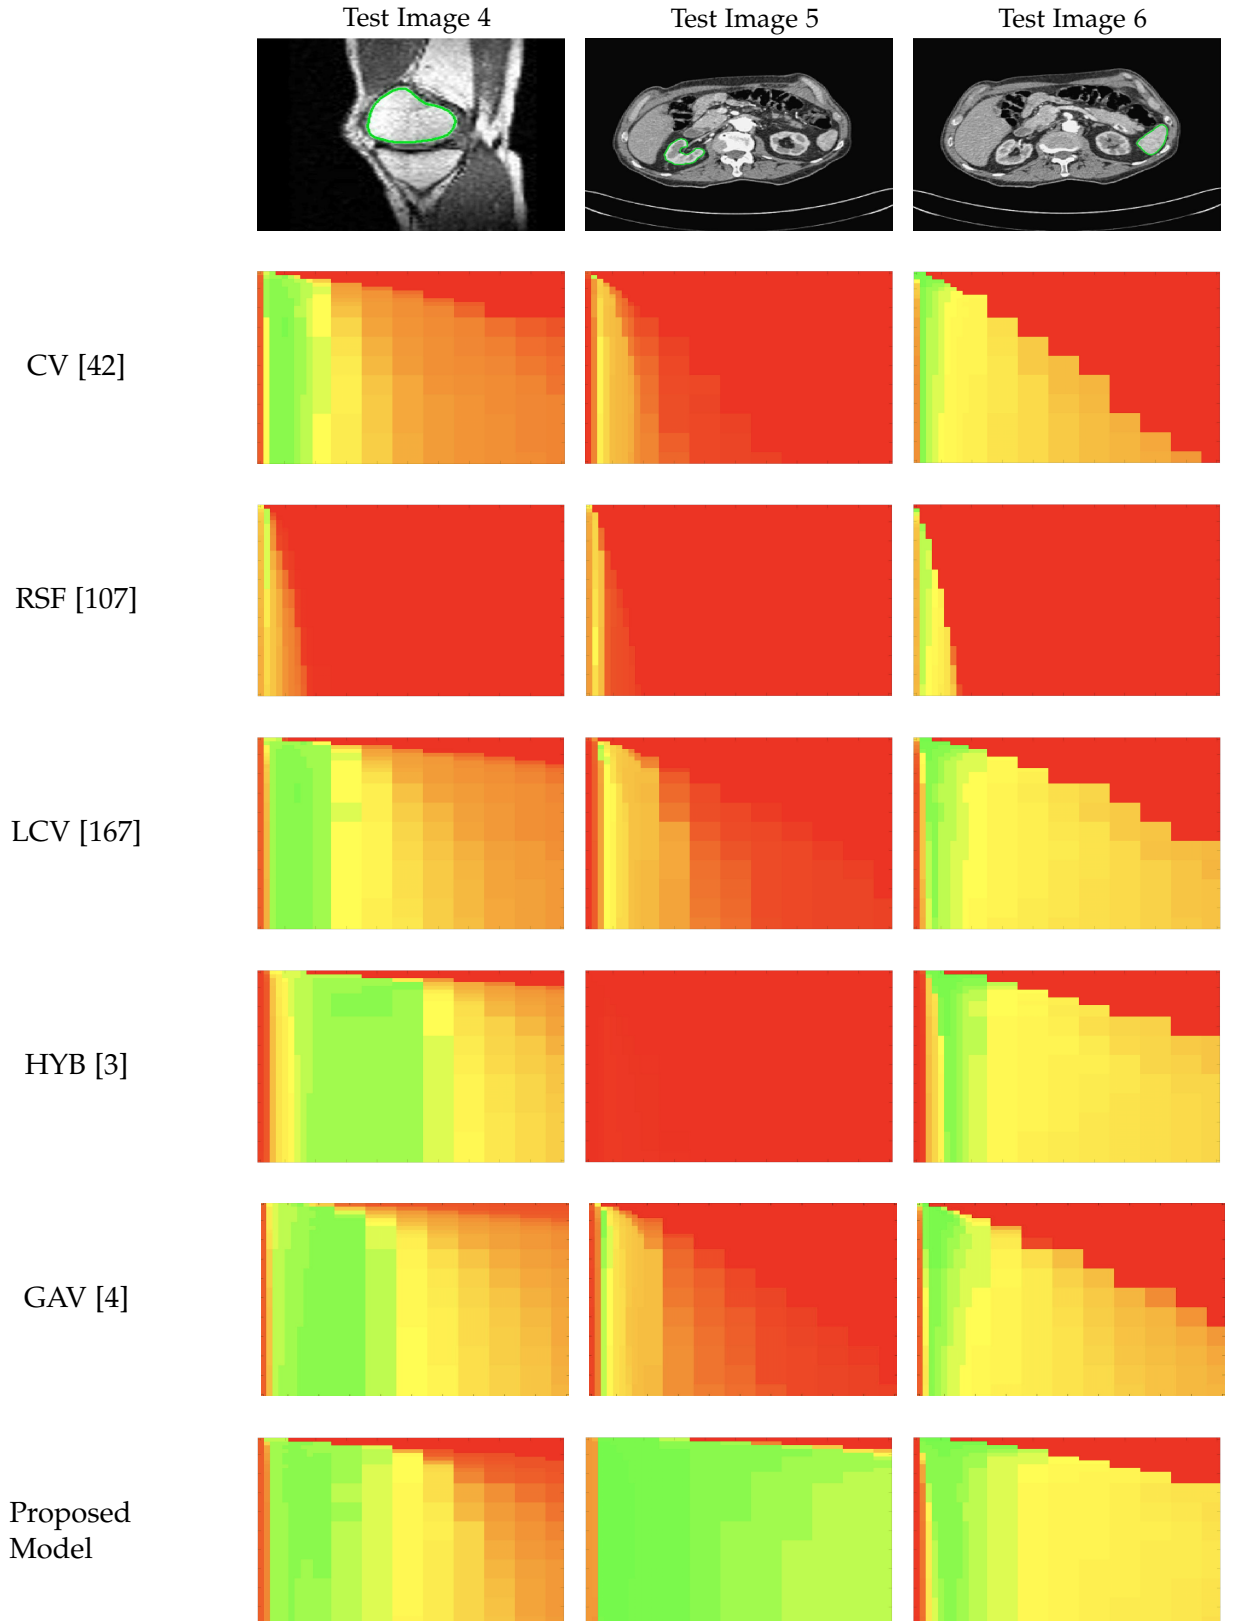 Test Image 4
Test Image 5
Test Image 6
CV [42]
RSF [107]
LCV [167]
HYB [3]
GAV [4]
Proposed
Model